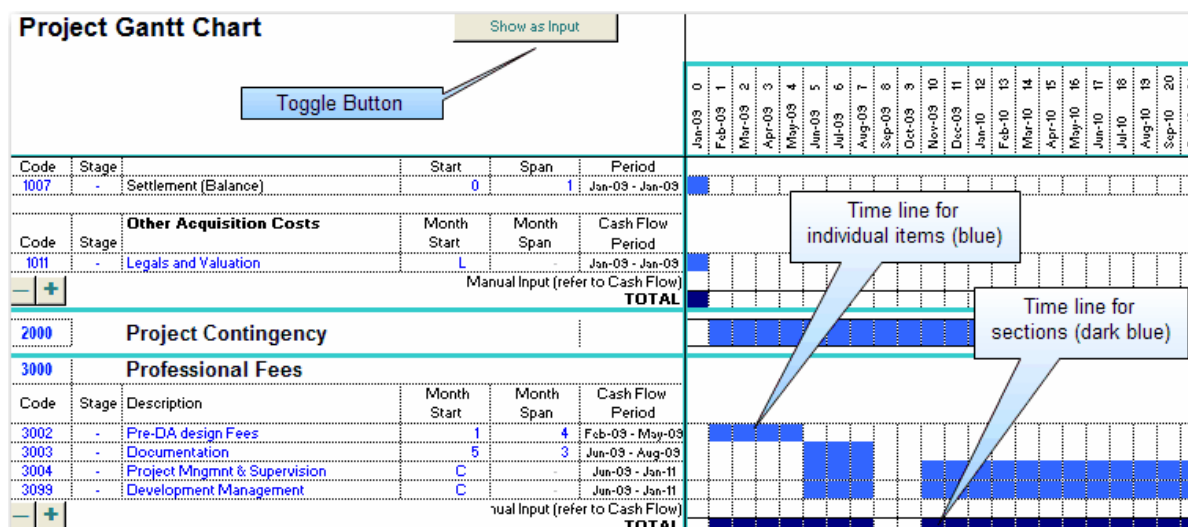 Project Gantt Chart
Show as Input
Toggle Button
0 1 2 3 4 5 6 7 8 9 10 11 12 13 14 15 16 17 18 19 20
Jan-09 Feb-09 Mar-09 Apr-09 May-09 Jun-09 Jul-09 Aug-09 Sep-09 Oct-09 Nov-09 Dec-09 Jan-10 Feb-10 Mar-10 Apr-10 May-10 Jun-10 Jul-10 Aug-10 Sep-10
Code Stage Start Span Period
1007 - Settlement (Balance) 0 1 Jan-09 - Jan-09
Other Acquisition Costs Month Month Cash Flow
Code Stage Start Span Period
1011 - Legals and Valuation L - Jan-09 - Jan-09
Manual Input (refer to Cash Flow)
– + TOTAL
Time line for
individual items (blue)
Time line for
sections (dark blue)
2000 Project Contingency
3000 Professional Fees
Code Stage Description Month Start Month Span Cash Flow Period
3002 - Pre-DA design Fees 1 4 Feb-09 - May-09
3003 - Documentation 5 3 Jun-09 - Aug-09
3004 - Project Mngmnt & Supervision C - Jun-09 - Jan-11
3099 - Development Management C - Jun-09 - Jan-11
ual Input (refer to Cash Flow)
– + TOTAL